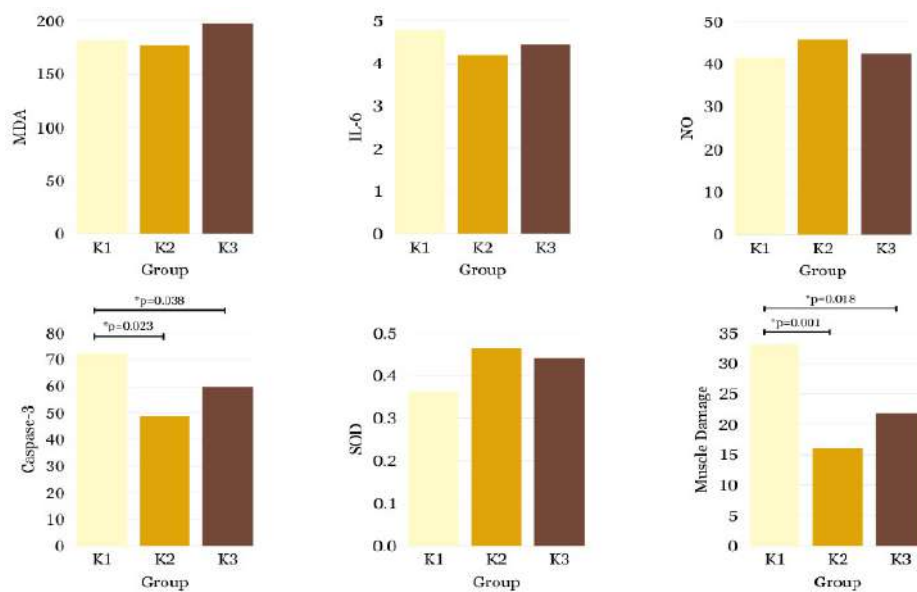 200
150
100
50
0
MDA
K1 K2 K3
Group
5
4
3
2
1
0
IL-6
K1 K2 K3
Group
50
40
30
20
10
0
NO
K1 K2 K3
Group
*p=0.038
*p=0.023
80
70
60
50
40
30
20
10
0
Caspase-3
K1 K2 K3
Group
0.5
0.4
0.3
0.2
0.1
0.0
SOD
K1 K2 K3
Group
*p=0.018
*p=0.001
35
30
25
20
15
10
5
0
Muscle Damage
K1 K2 K3
Group